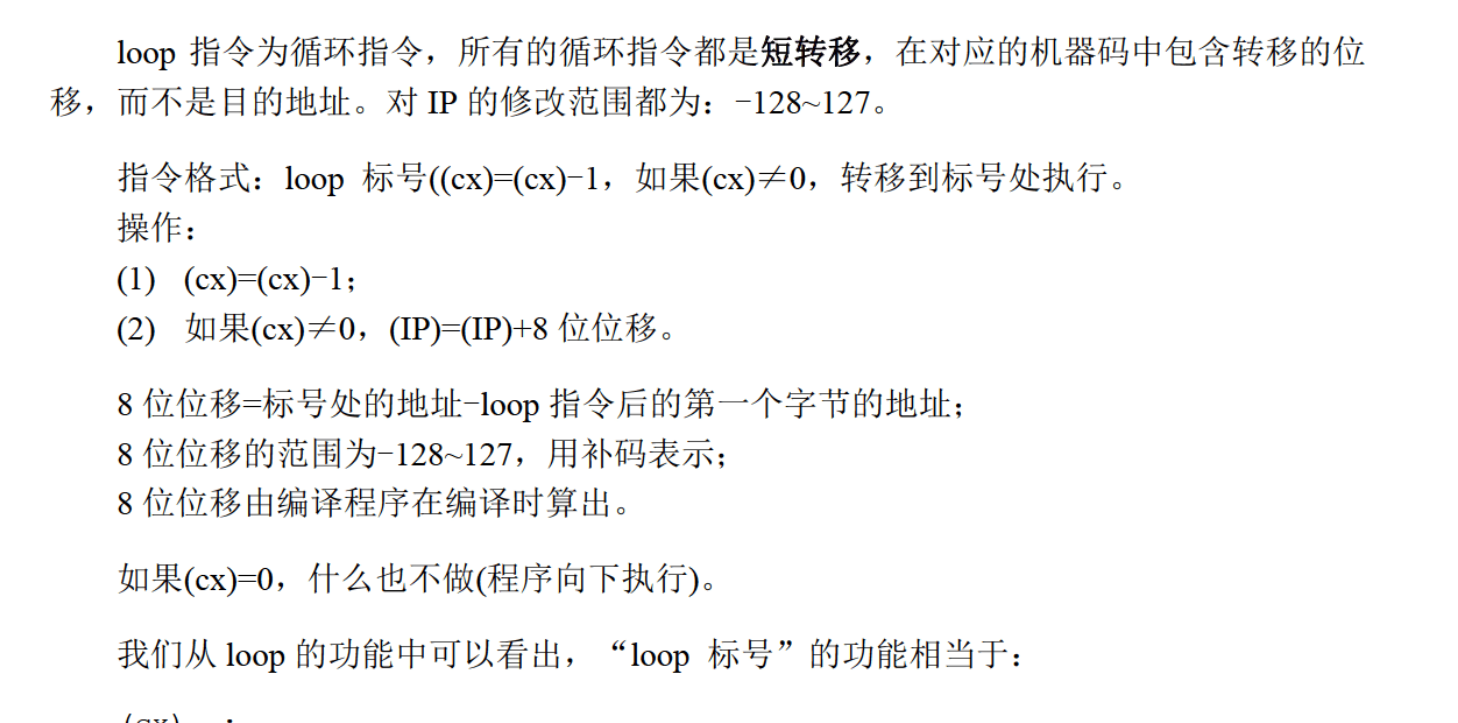 loop 指令为循环指令，所有的循环指令都是短转移，在对应的机器码中包含转移的位
移，而不是目的地址。对 IP 的修改范围都为：-128~127。
指令格式：loop 标号((cx)=(cx)-1，如果(cx)≠0，转移到标号处执行。
操作：
(1) (cx)=(cx)-1；
(2) 如果(cx)≠0，(IP)=(IP)+8 位位移。
8 位位移=标号处的地址-loop 指令后的第一个字节的地址；
8 位位移的范围为-128~127，用补码表示；
8 位位移由编译程序在编译时算出。
如果(cx)=0，什么也不做(程序向下执行)。
我们从 loop 的功能中可以看出，“loop 标号”的功能相当于：